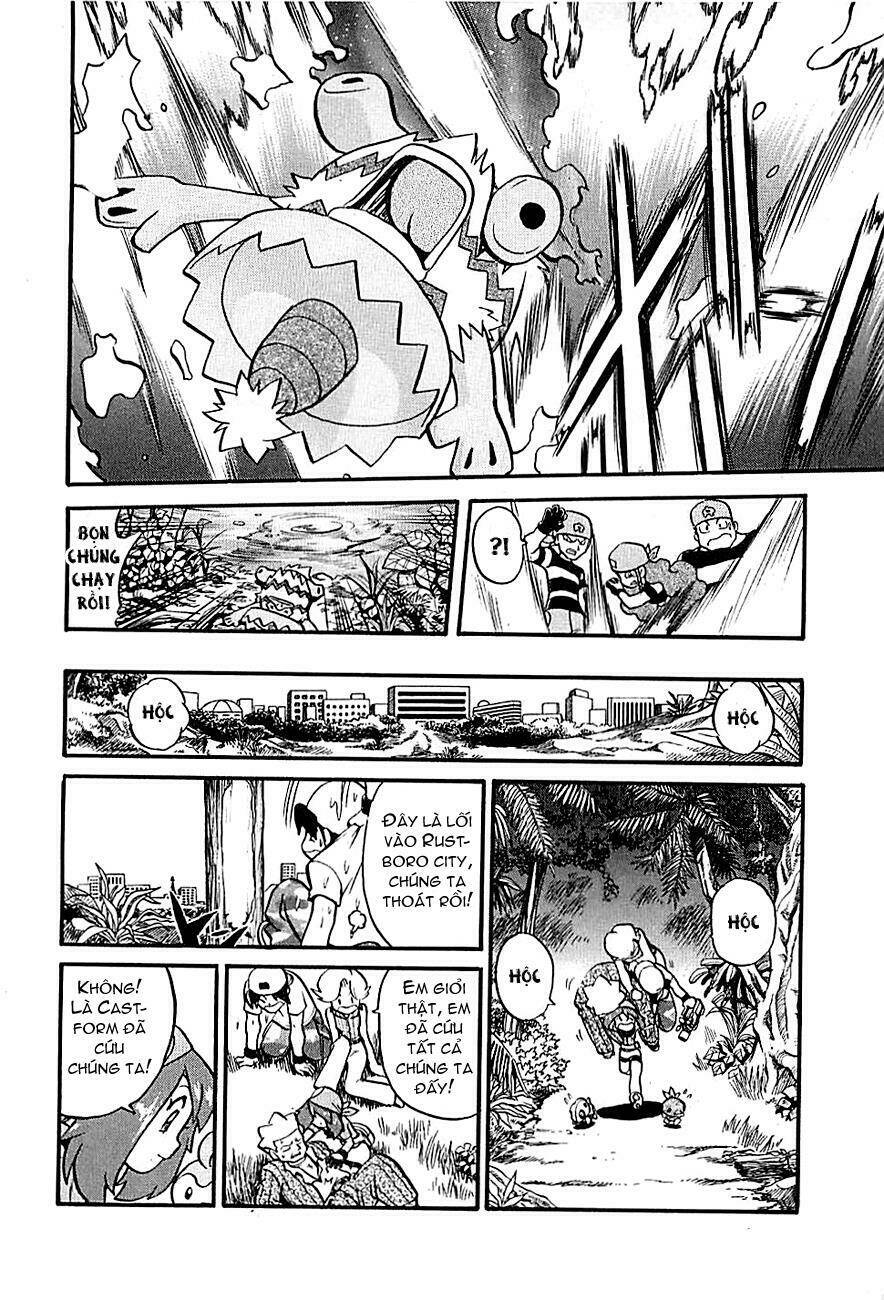 ?!
BỌN
CHÚNG
CHẠY
RỒI!
HỘC
HỘC
HỘC
HỘC
ĐÂY LÀ LỐI
VÀO RUST-
BORO CITY,
CHÚNG TA
THOÁT RỒI!
EM GIỎI
THẬT, EM
ĐÃ CỨU
TẤT CẢ
CHÚNG TA
ĐẤY!
KHÔNG!
LÀ CAST-
FORM ĐÃ
CỨU
CHÚNG TA!